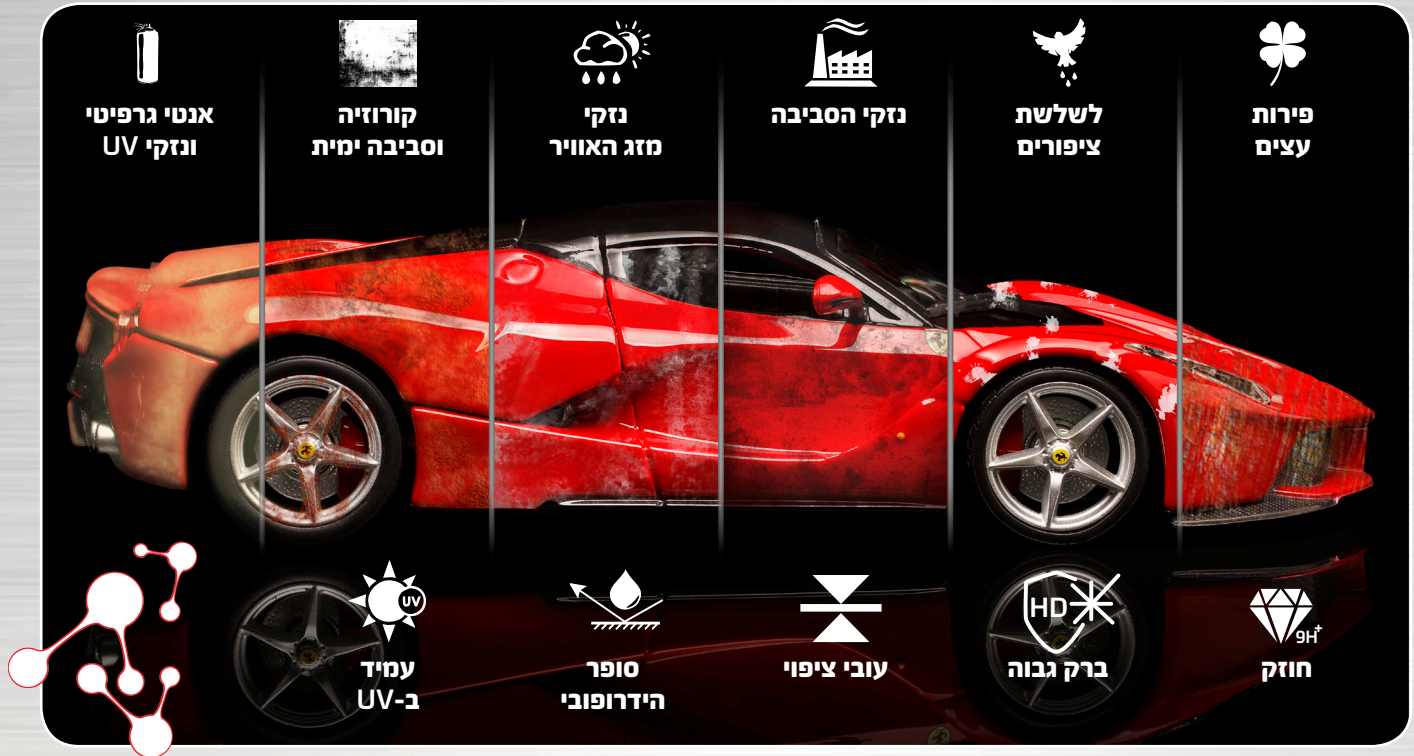 פירות
עצים
לשלשת
ציפורים
נזקי הסביבה
נזקי
מזג האוויר
קורוזיה
וסביבה ימית
אנטי גרפיטי
ונזקי UV
9H+
חוזק
HD
ברק גבוה
עובי ציפוי
סופר
הידרופובי
UV
עמיד
ב-UV